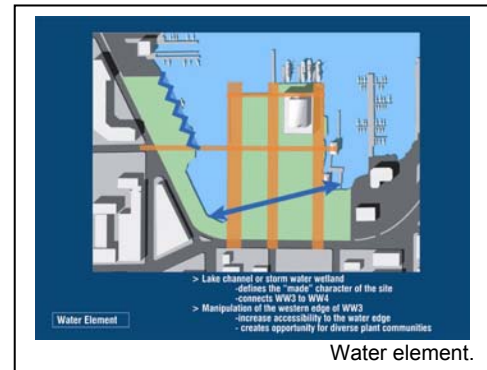 > Lake channel or storm water wetland
-defines the "made" character of the site
-connects WW3 to WW4
> Manipulation of the western edge of WW3
-increase accessibility to the water edge
- creates opportunity for diverse plant communities
Water Element
Water element.